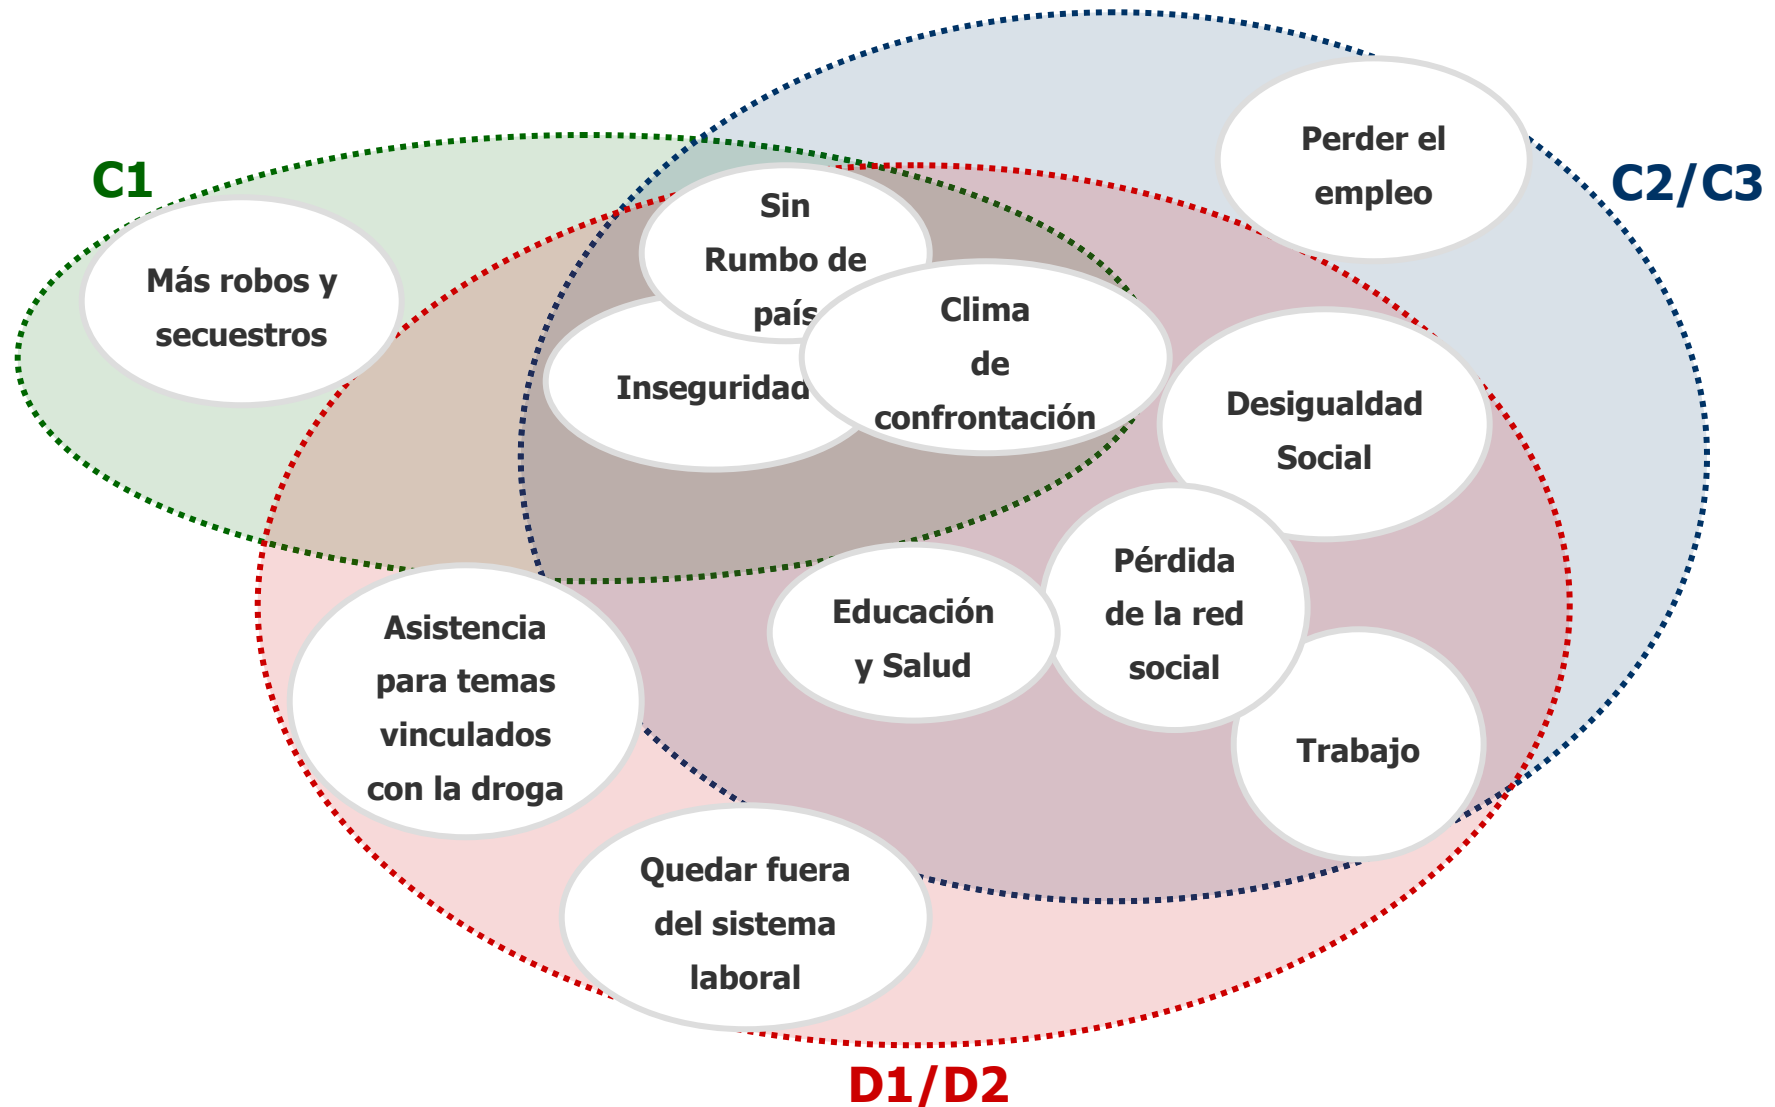 C1
C2/C3
Perder el
empleo
Sin
Rumbo de
país
Más robos y
secuestros
Clima
de
confrontación
Inseguridad
Desigualdad
Social
Pérdida
de la red
social
Educación
y Salud
Asistencia
para temas
vinculados
con la droga
Trabajo
Quedar fuera
del sistema
laboral
D1/D2